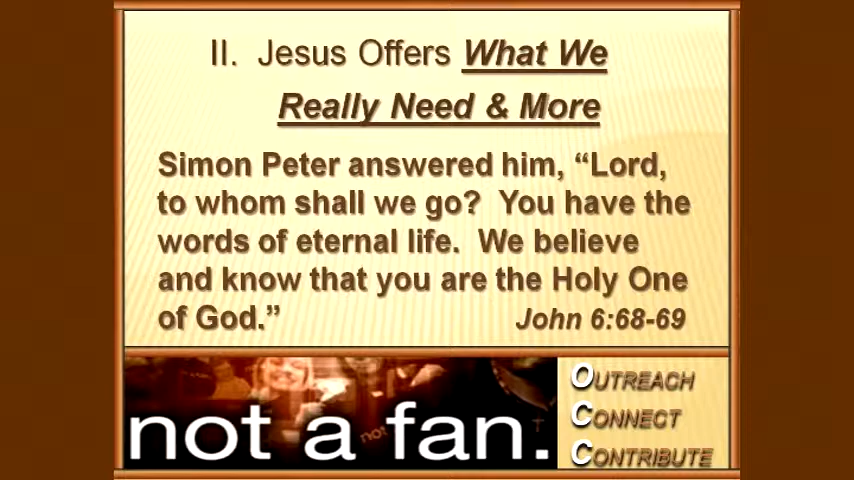 II. Jesus Offers What We
Really Need & More
Simon Peter answered him, “Lord,
to whom shall we go? You have the
words of eternal life. We believe
and know that you are the Holy One
of God.” John 6:68-69
not a fan.
not
OUTREACH
CONNECT
CONTRIBUTE